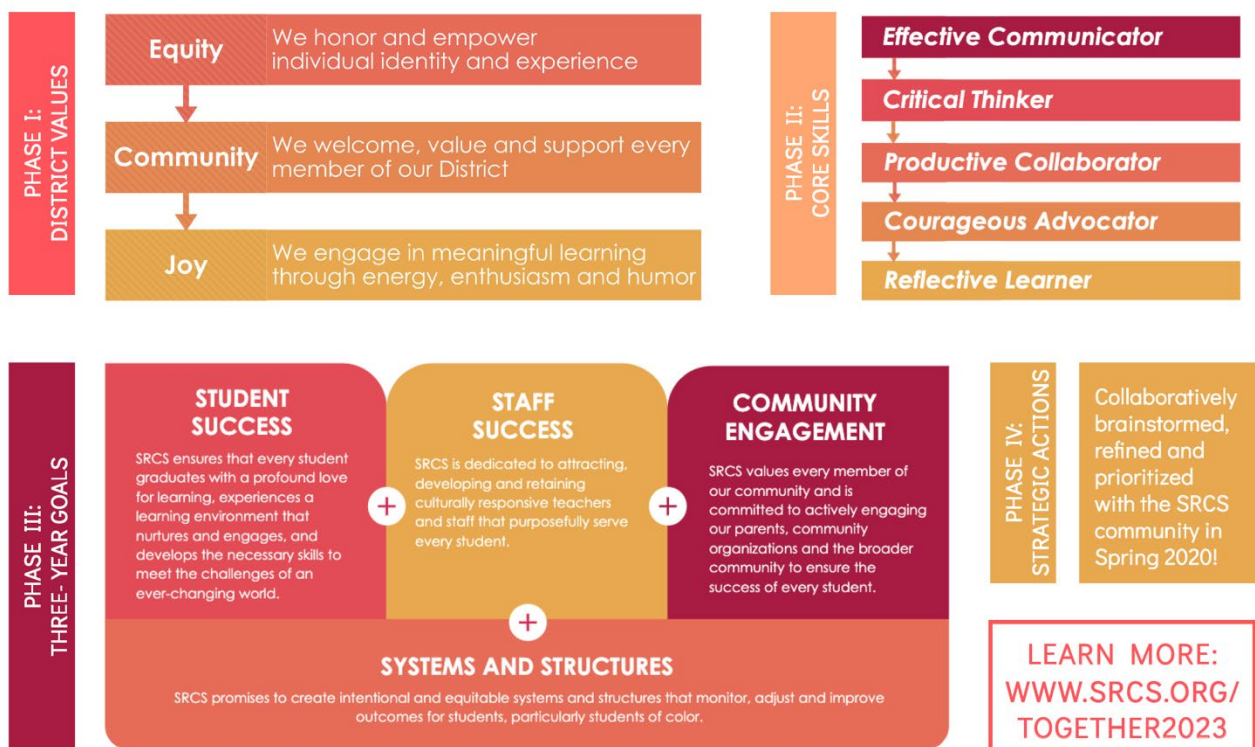 PHASE I:
DISTRICT VALUES
Equity
We honor and empower
individual identity and experience
Community
We welcome, value and support every
member of our District
Joy
We engage in meaningful learning
through energy, enthusiasm and humor
PHASE II:
CORE SKILLS
Effective Communicator
Critical Thinker
Productive Collaborator
Courageous Advocator
Reflective Learner
PHASE III:
THREE- YEAR GOALS
STUDENT
SUCCESS
SRCS ensures that every student
graduates with a profound love
for learning, experiences a
learning environment that
nurtures and engages, and
develops the necessary skills to
meet the challenges of an
ever-changing world.
+
STAFF
SUCCESS
SRCS is dedicated to attracting,
developing and retaining
culturally responsive teachers
and staff that purposefully serve
every student.
+
COMMUNITY
ENGAGEMENT
SRCS values every member of
our community and is
committed to actively engaging
our parents, community
organizations and the broader
community to ensure the
success of every student.
+
SYSTEMS AND STRUCTURES
SRCS promises to create intentional and equitable systems and structures that monitor, adjust and improve
outcomes for students, particularly students of color.
PHASE IV:
STRATEGIC ACTIONS
Collaboratively
brainstormed,
refined and
prioritized
with the SRCS
community in
Spring 2020!
LEARN MORE:
WWW.SRCS.ORG/
TOGETHER2023